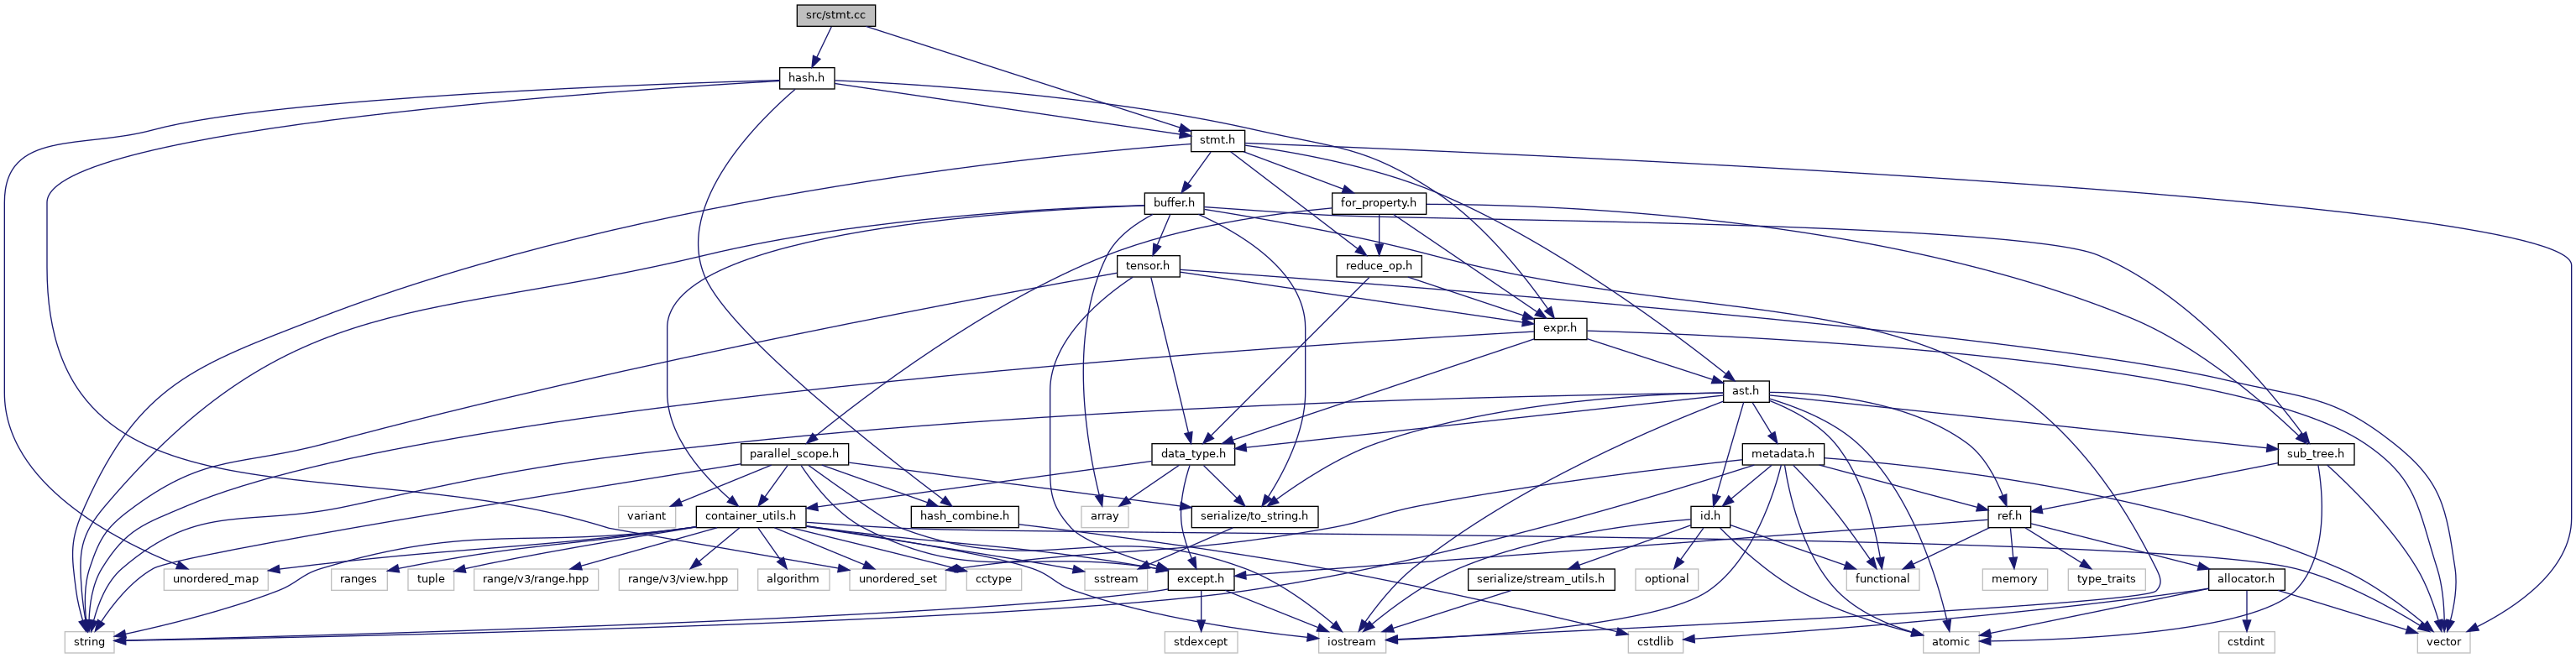 src/stmt.cc
hash.h
stmt.h
buffer.h
for_property.h
tensor.h
reduce_op.h
expr.h
ast.h
parallel_scope.h
data_type.h
metadata.h
sub_tree.h
variant
container_utils.h
hash_combine.h
array
serialize/to_string.h
id.h
ref.h
unordered_map
ranges
tuple
range/v3/range.hpp
range/v3/view.hpp
algorithm
unordered_set
cctype
sstream
except.h
serialize/stream_utils.h
optional
functional
memory
type_traits
allocator.h
string
stdexcept
iostream
cstdlib
atomic
cstdint
vector